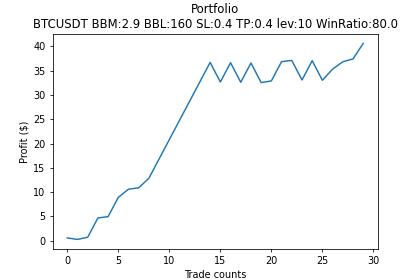 Portfolio
BTCUSDT BBM:2.9 BBL:160 SL:0.4 TP:0.4 lev:10 WinRatio:80.0
40
35
30
25
20
15
10
5
0
Profit ($)
0 5 10 15 20 25 30
Trade counts